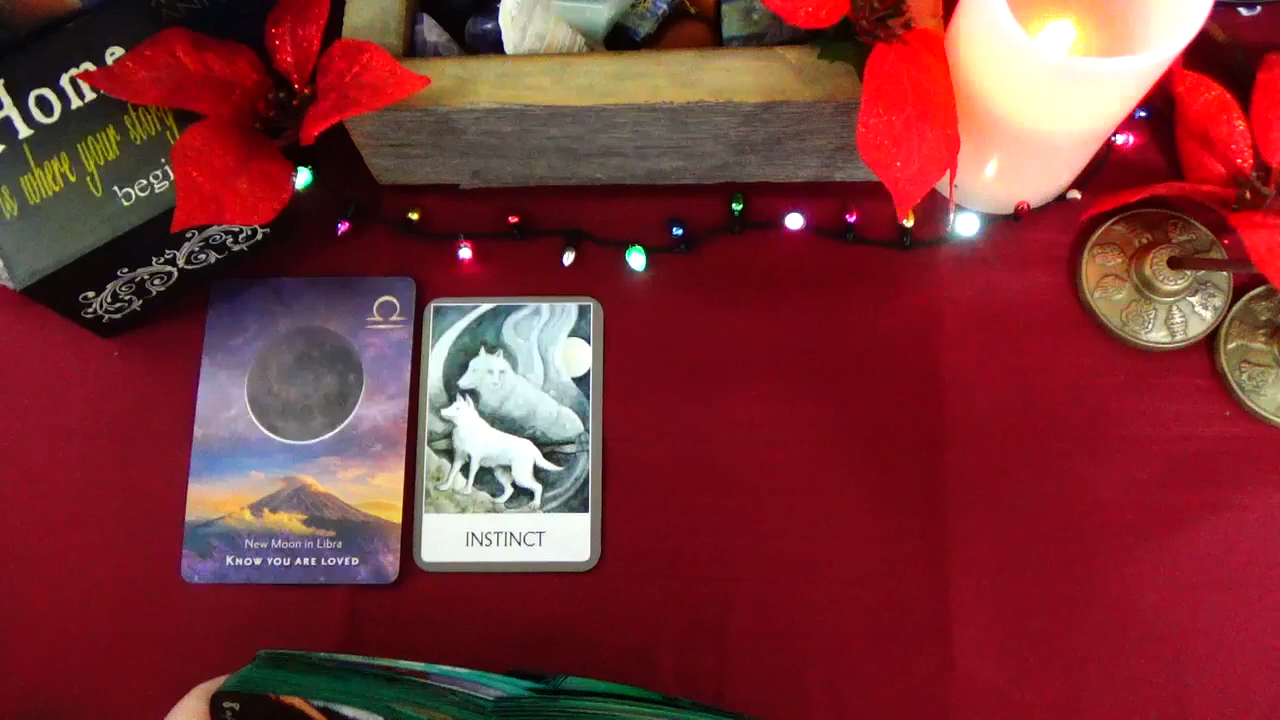 Home
is where your story
begi
New Moon in Libra
KNOW YOU ARE LOVED
INSTINCT